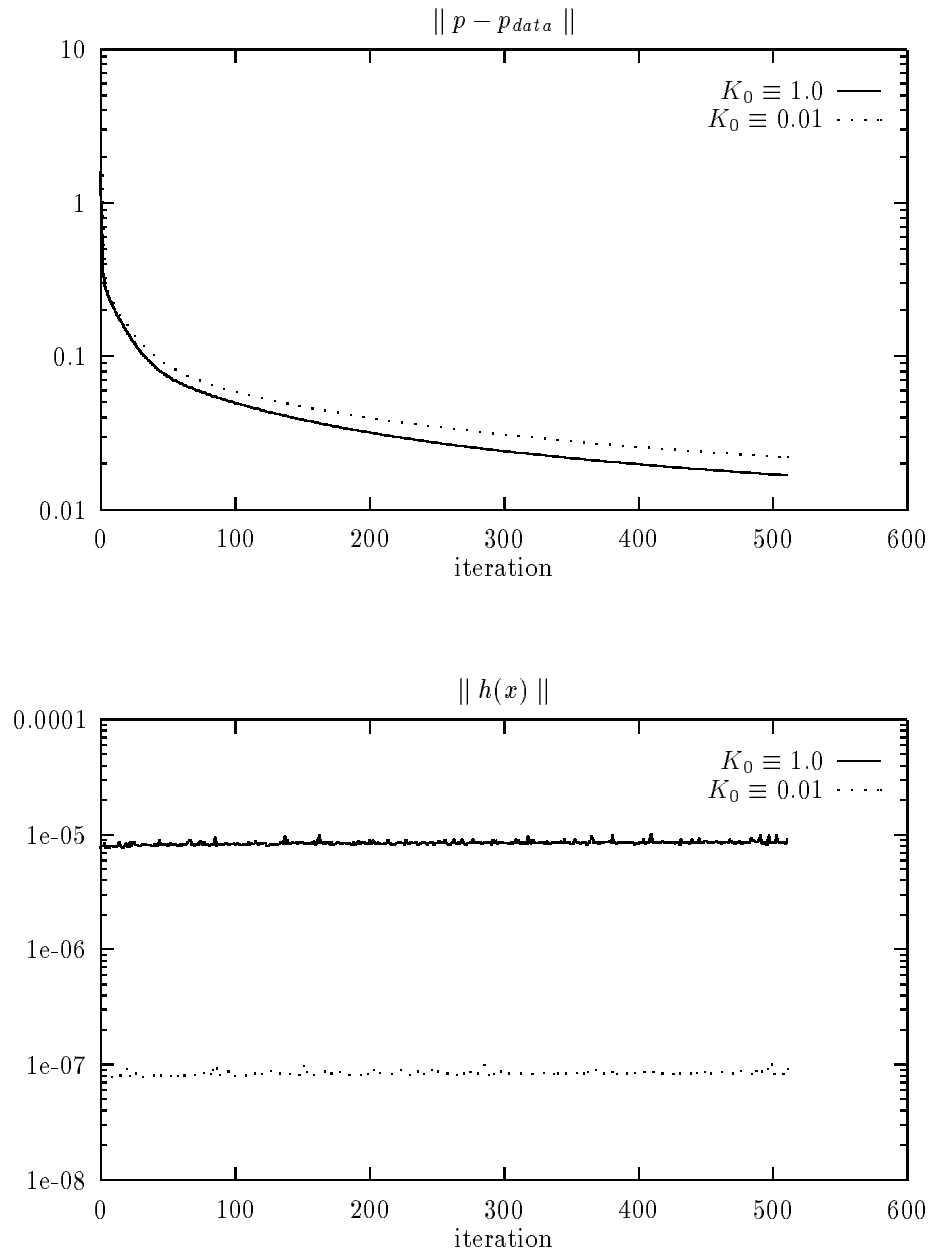 || p − p_data ||
10
K₀ ≡ 1.0
K₀ ≡ 0.01
1
0.1
0.01
0 100 200 300 400 500 600
iteration
|| h(x) ||
0.0001
K₀ ≡ 1.0
K₀ ≡ 0.01
1e-05
1e-06
1e-07
1e-08
0 100 200 300 400 500 600
iteration